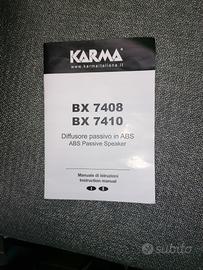 KARMA
www.karmaitaliana.it
BX 7408
BX 7410
Diffusore passivo in ABS
ABS Passive Speaker
Manuale di istruzioni
Instruction manual
subito